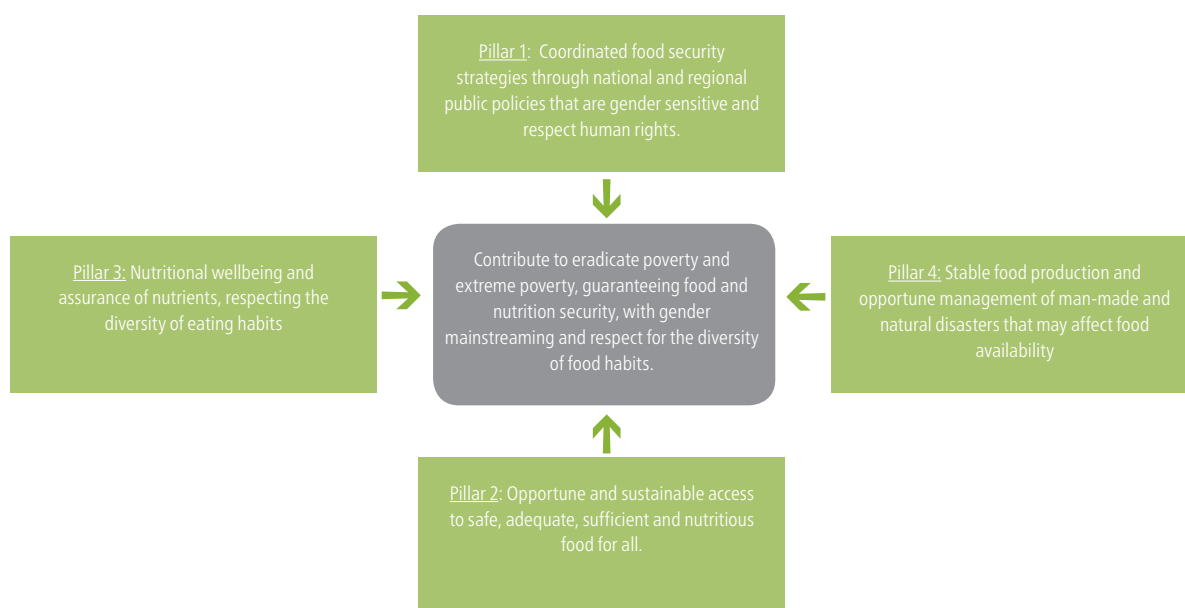 Pillar 1:  Coordinated food security
strategies through national and regional
public policies that are gender sensitive and
respect human rights.
Pillar 3: Nutritional wellbeing and
assurance of nutrients, respecting the
diversity of eating habits
Contribute to eradicate poverty and
extreme poverty, guaranteeing food and
nutrition security, with gender
mainstreaming and respect for the diversity
of food habits.
Pillar 4: Stable food production and
opportune management of man-made and
natural disasters that may affect food
availability
Pillar 2: Opportune and sustainable access
to safe, adequate, sufficient and nutritious
food for all.